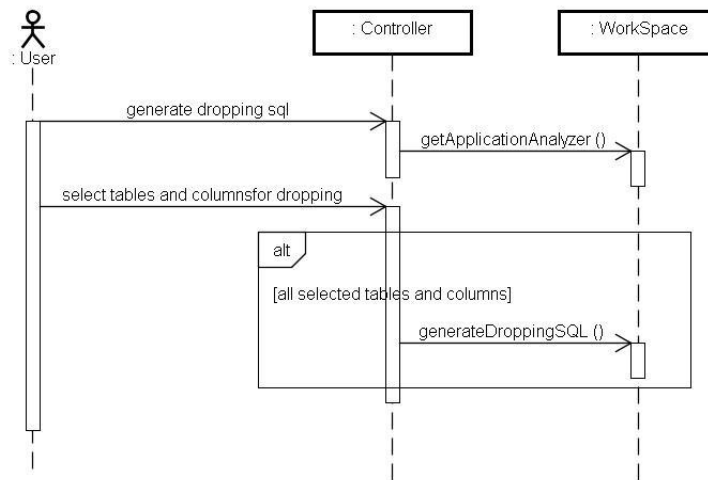 : User
: Controller
: WorkSpace
generate dropping sql
getApplicationAnalyzer ()
select tables and columnsfor dropping
alt
[all selected tables and columns]
generateDroppingSQL ()